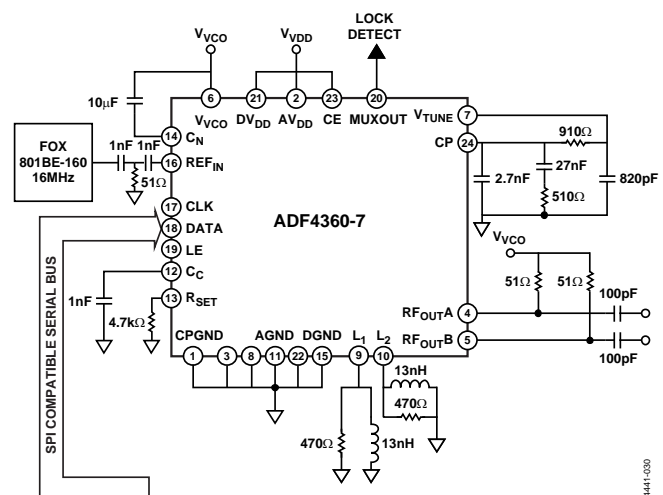 LOCK
DETECT
VVCO
VVDD
10μF
6
21
2
23
20
VVCO
DVDD
AVDD
CE
MUXOUT
VTUNE
7
CP
24
910Ω
2.7nF
27nF
510Ω
820pF
FOX
801BE-160
16MHz
1nF
1nF
51Ω
14
CN
16
REFIN
17
CLK
18
DATA
19
LE
12
CC
13
RSET
ADF4360-7
1nF
4.7kΩ
SPI COMPATIBLE SERIAL BUS
VVCO
51Ω
51Ω
RFOUTA
4
100pF
RFOUTB
5
100pF
CPGND
AGND
DGND
L1
L2
1
3
8
11
22
15
9
10
13nH
470Ω
470Ω
13nH
4441-030